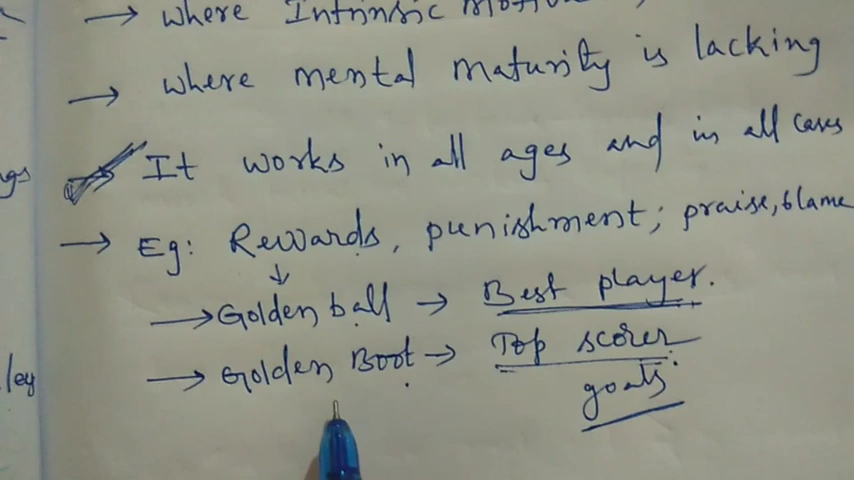 → where Intrinsic
→ where mental maturity is lacking
It works in all ages and in all cases
→ Eg: Rewards, punishment; praise, blame
↓
→ Golden ball → Best player.
→ Golden Boot → Top scorer
goals.